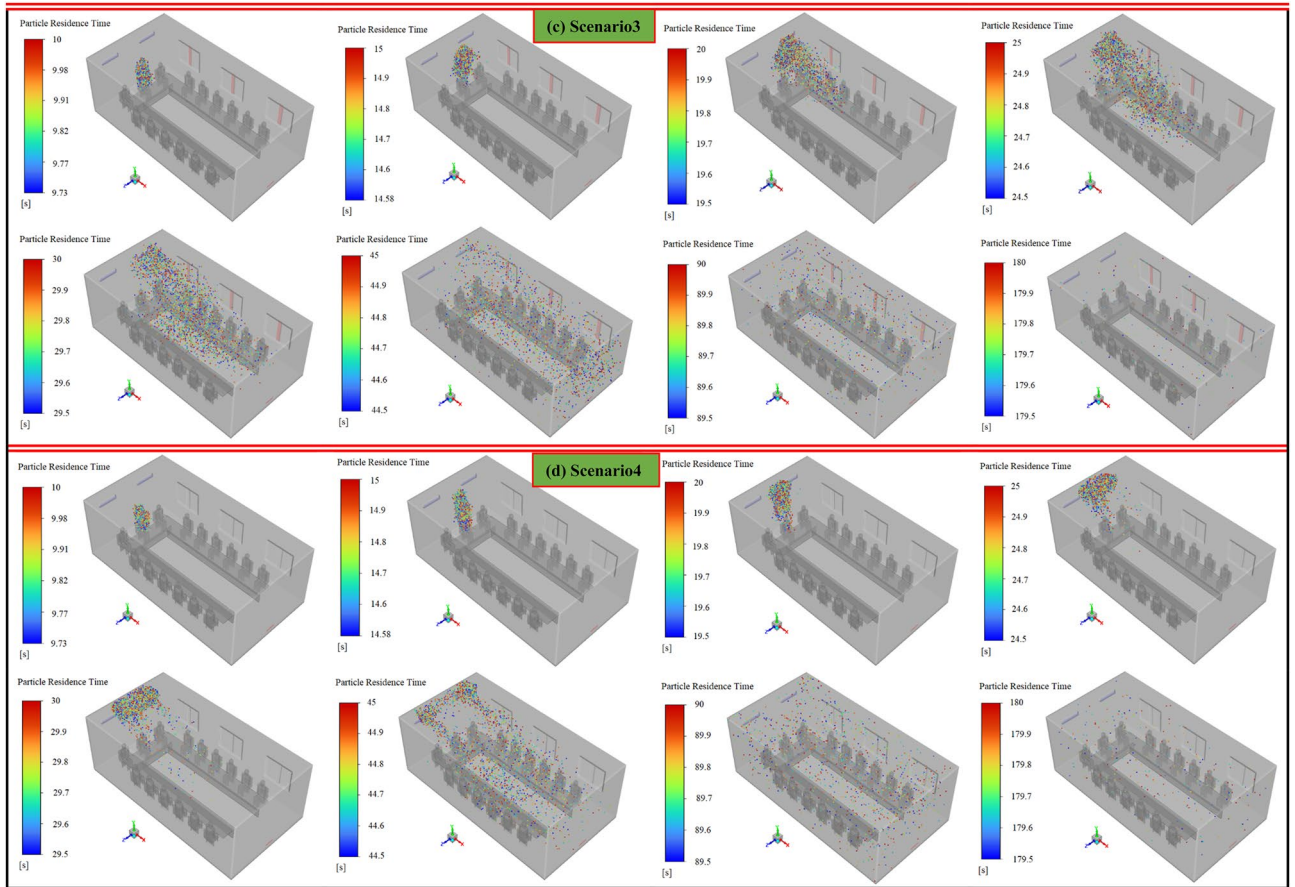 (c) Scenario3
Particle Residence Time
10
9.98
9.91
9.82
9.77
9.73
[s]
Particle Residence Time
15
14.9
14.8
14.7
14.6
14.58
[s]
Particle Residence Time
20
19.9
19.8
19.7
19.6
19.5
[s]
Particle Residence Time
25
24.9
24.8
24.7
24.6
24.5
[s]
Particle Residence Time
30
29.9
29.8
29.7
29.6
29.5
[s]
Particle Residence Time
45
44.9
44.8
44.7
44.6
44.5
[s]
Particle Residence Time
90
89.9
89.8
89.7
89.6
89.5
[s]
Particle Residence Time
180
179.9
179.8
179.7
179.6
179.5
[s]
(d) Scenario4
Particle Residence Time
10
9.98
9.91
9.82
9.77
9.73
[s]
Particle Residence Time
15
14.9
14.8
14.7
14.6
14.58
[s]
Particle Residence Time
20
19.9
19.8
19.7
19.6
19.5
[s]
Particle Residence Time
25
24.9
24.8
24.7
24.6
24.5
[s]
Particle Residence Time
30
29.9
29.8
29.7
29.6
29.5
[s]
Particle Residence Time
45
44.9
44.8
44.7
44.6
44.5
[s]
Particle Residence Time
90
89.9
89.8
89.7
89.6
89.5
[s]
Particle Residence Time
180
179.9
179.8
179.7
179.6
179.5
[s]